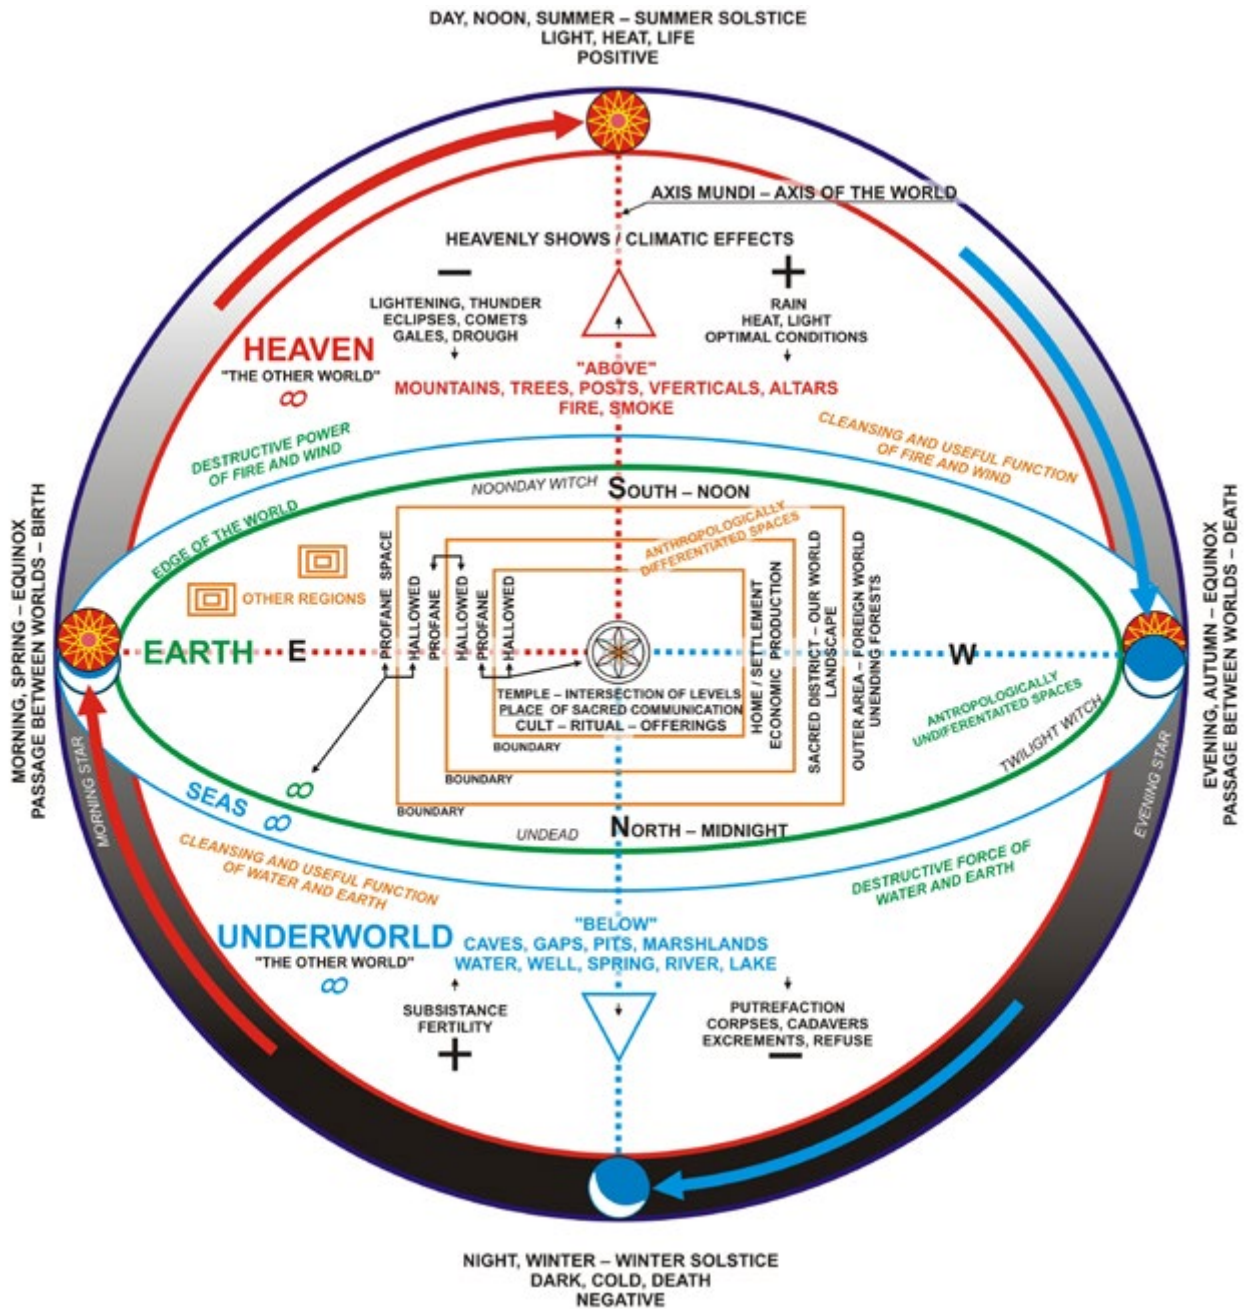 DAY, NOON, SUMMER – SUMMER SOLSTICE
LIGHT, HEAT, LIFE
POSITIVE
AXIS MUNDI – AXIS OF THE WORLD
HEAVENLY SHOWS / CLIMATIC EFFECTS
–
+
LIGHTENING, THUNDER
ECLIPSES, COMETS
GALES, DROUGH
RAIN
HEAT, LIGHT
OPTIMAL CONDITIONS
HEAVEN
"THE OTHER WORLD"
∞
"ABOVE"
MOUNTAINS, TREES, POSTS, VFERTICALS, ALTARS
FIRE, SMOKE
DESTRUCTIVE POWER
OF FIRE AND WIND
CLEANSING AND USEFUL FUNCTION
OF FIRE AND WIND
NOONDAY WITCH
SOUTH – NOON
EDGE OF THE WORLD
ANTHROPOLOGICALLY
DIFFERENTIATED SPACES
OTHER REGIONS
PROFANE SPACE
HALLOWED
PROFANE
HALLOWED
PROFANE
HALLOWED
MORNING, SPRING – EQUINOX
PASSAGE BETWEEN WORLDS – BIRTH
EARTH
E
W
TEMPLE – INTERSECTION OF LEVELS
PLACE OF SACRED COMMUNICATION
CULT – RITUAL – OFFERINGS
BOUNDARY
BOUNDARY
BOUNDARY
HOME / SETTLEMENT
ECONOMIC PRODUCTION
SACRED DISTRICT – OUR WORLD
LANDSCAPE
OUTER AREA – FOREIGN WORLD
UNENDING FORESTS
ANTROPOLOGICALLY
UNDIFERENTAITED SPACES
TWILIGHT WITCH
EVENING, AUTUMN – EQUINOX
PASSAGE BETWEEN WORLDS – DEATH
MORNING STAR
EVENING STAR
∞
SEAS ∞
UNDEAD
NORTH – MIDNIGHT
CLEANSING AND USEFUL FUNCTION
OF WATER AND EARTH
DESTRUCTIVE FORCE OF
WATER AND EARTH
UNDERWORLD
"THE OTHER WORLD"
∞
"BELOW"
CAVES, GAPS, PITS, MARSHLANDS
WATER, WELL, SPRING, RIVER, LAKE
SUBSISTANCE
FERTILITY
+
PUTREFACTION
CORPSES, CADAVERS
EXCREMENTS, REFUSE
–
NIGHT, WINTER – WINTER SOLSTICE
DARK, COLD, DEATH
NEGATIVE